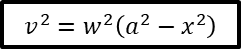 v² = w²(a² − x²)